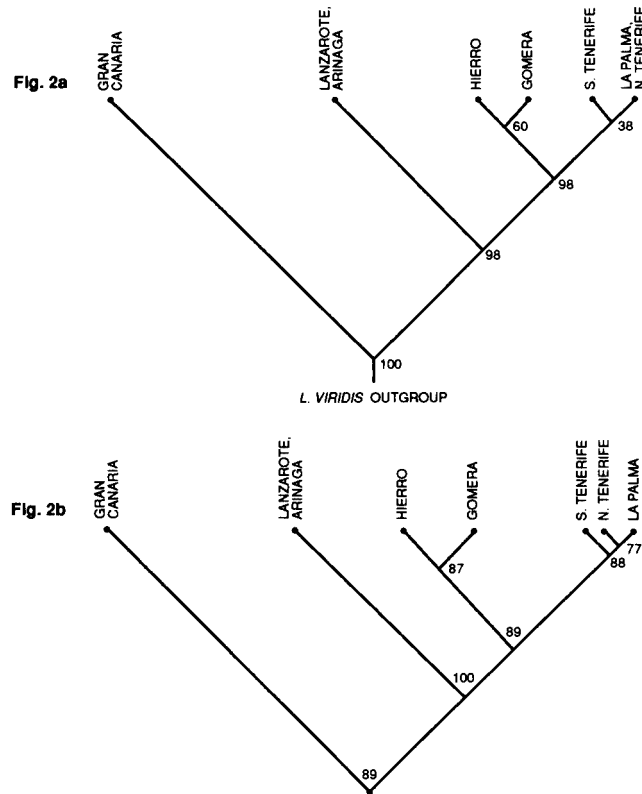 Fig. 2a
GRAN
CANARIA
LANZAROTE,
ARINAGA
HIERRO
GOMERA
S. TENERIFE
LA PALMA,
N. TENERIFE
60
38
98
98
100
L. VIRIDIS OUTGROUP
Fig. 2b
GRAN
CANARIA
LANZAROTE,
ARINAGA
HIERRO
GOMERA
S. TENERIFE
N. TENERIFE
LA PALMA
87
77
88
89
100
89